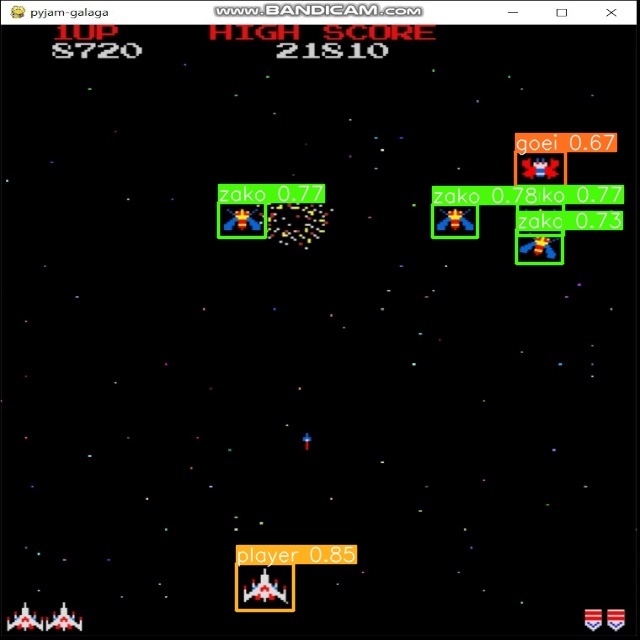 pyjam-galaga
www.BANDICAM.com
1UP HIGH SCORE
8720 21810
goei 0.67
zako 0.77
zako 0.78
ko 0.77
zako 0.73
player 0.85